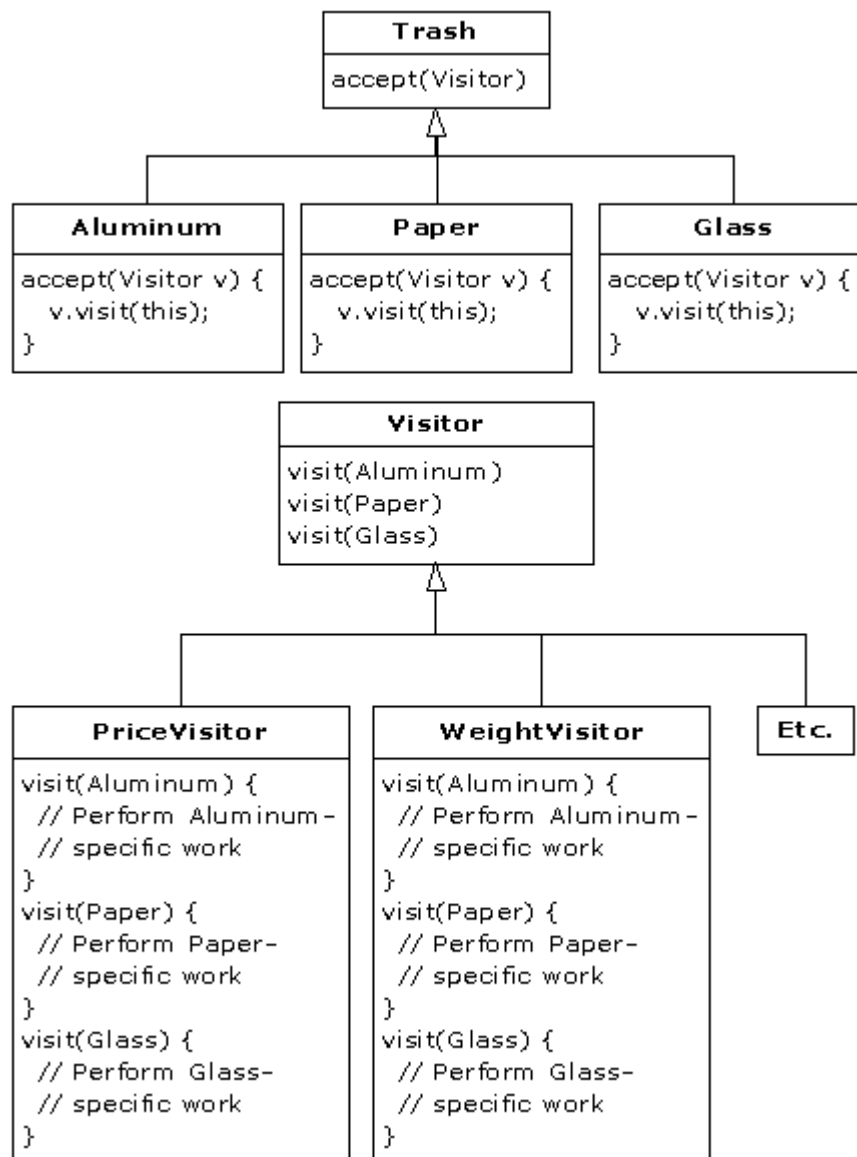 Trash
accept(Visitor)
Aluminum
accept(Visitor v) {
v.visit(this);
}
Paper
accept(Visitor v) {
v.visit(this);
}
Glass
accept(Visitor v) {
v.visit(this);
}
Visitor
visit(Aluminum)
visit(Paper)
visit(Glass)
PriceVisitor
visit(Aluminum) {
// Perform Aluminum-
// specific work
}
visit(Paper) {
// Perform Paper-
// specific work
}
visit(Glass) {
// Perform Glass-
// specific work
}
WeightVisitor
visit(Aluminum) {
// Perform Aluminum-
// specific work
}
visit(Paper) {
// Perform Paper-
// specific work
}
visit(Glass) {
// Perform Glass-
// specific work
}
Etc.